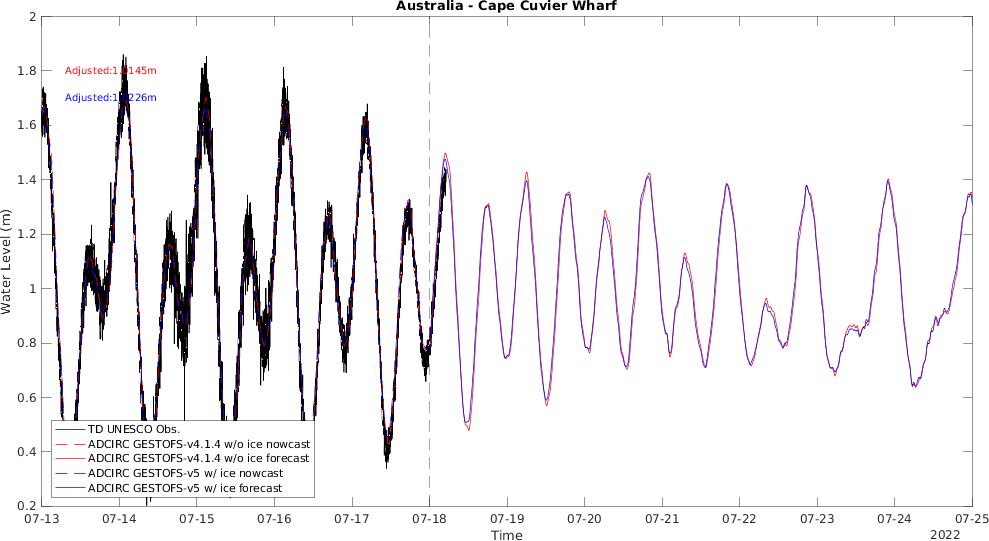 Australia - Cape Cuvier Wharf
2
1.8
1.6
1.4
1.2
1
0.8
0.6
0.4
0.2
Water Level (m)
TD UNESCO Obs.
ADCIRC GESTOFS-v4.1.4 w/o ice nowcast
ADCIRC GESTOFS-v4.1.4 w/o ice forecast
ADCIRC GESTOFS-v5 w/ ice nowcast
ADCIRC GESTOFS-v5 w/ ice forecast
07-13 07-14 07-15 07-16 07-17 07-18 07-19 07-20 07-21 07-22 07-23 07-24 07-25
Time
2022